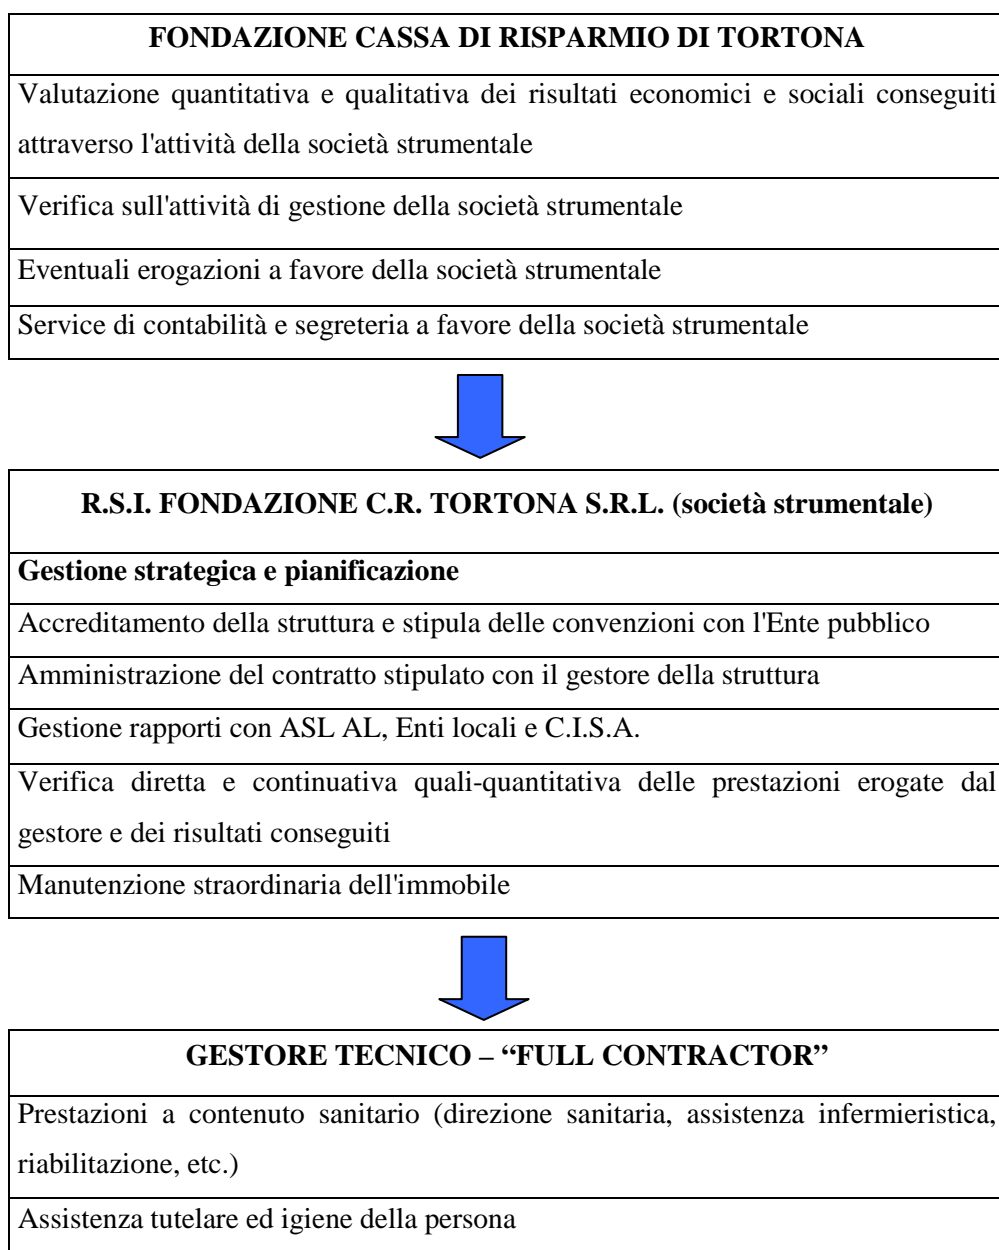 FONDAZIONE CASSA DI RISPARMIO DI TORTONA
Valutazione quantitativa e qualitativa dei risultati economici e sociali conseguiti
attraverso l'attività della società strumentale
Verifica sull'attività di gestione della società strumentale
Eventuali erogazioni a favore della società strumentale
Service di contabilità e segreteria a favore della società strumentale
R.S.I. FONDAZIONE C.R. TORTONA S.R.L. (società strumentale)
Gestione strategica e pianificazione
Accreditamento della struttura e stipula delle convenzioni con l'Ente pubblico
Amministrazione del contratto stipulato con il gestore della struttura
Gestione rapporti con ASL AL, Enti locali e C.I.S.A.
Verifica diretta e continuativa quali-quantitativa delle prestazioni erogate dal
gestore e dei risultati conseguiti
Manutenzione straordinaria dell'immobile
GESTORE TECNICO – “FULL CONTRACTOR”
Prestazioni a contenuto sanitario (direzione sanitaria, assistenza infermieristica,
riabilitazione, etc.)
Assistenza tutelare ed igiene della persona